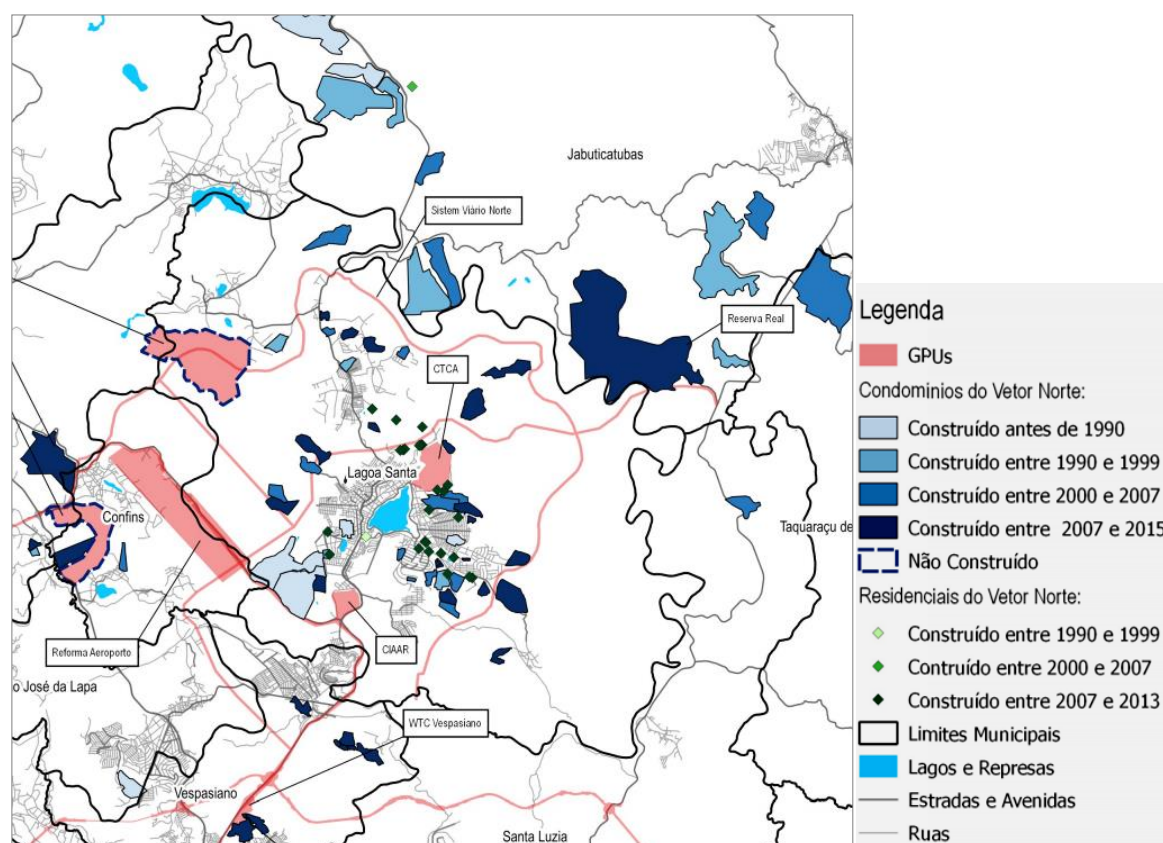 Jabuticatubas
Sistem Viário Norte
Reserva Real
CTCA
Lagoa Santa
Confins
Taquaraçu de
Reforma Aeroporto
CIAAR
o José da Lapa
WTC Vespasiano
Vespasiano
Santa Luzia
Legenda
GPUs
Condominios do Vetor Norte:
Construído antes de 1990
Construído entre 1990 e 1999
Construído entre 2000 e 2007
Construído entre 2007 e 2015
Não Construído
Residenciais do Vetor Norte:
Construído entre 1990 e 1999
Contruído entre 2000 e 2007
Construído entre 2007 e 2013
Limites Municipais
Lagos e Represas
Estradas e Avenidas
Ruas